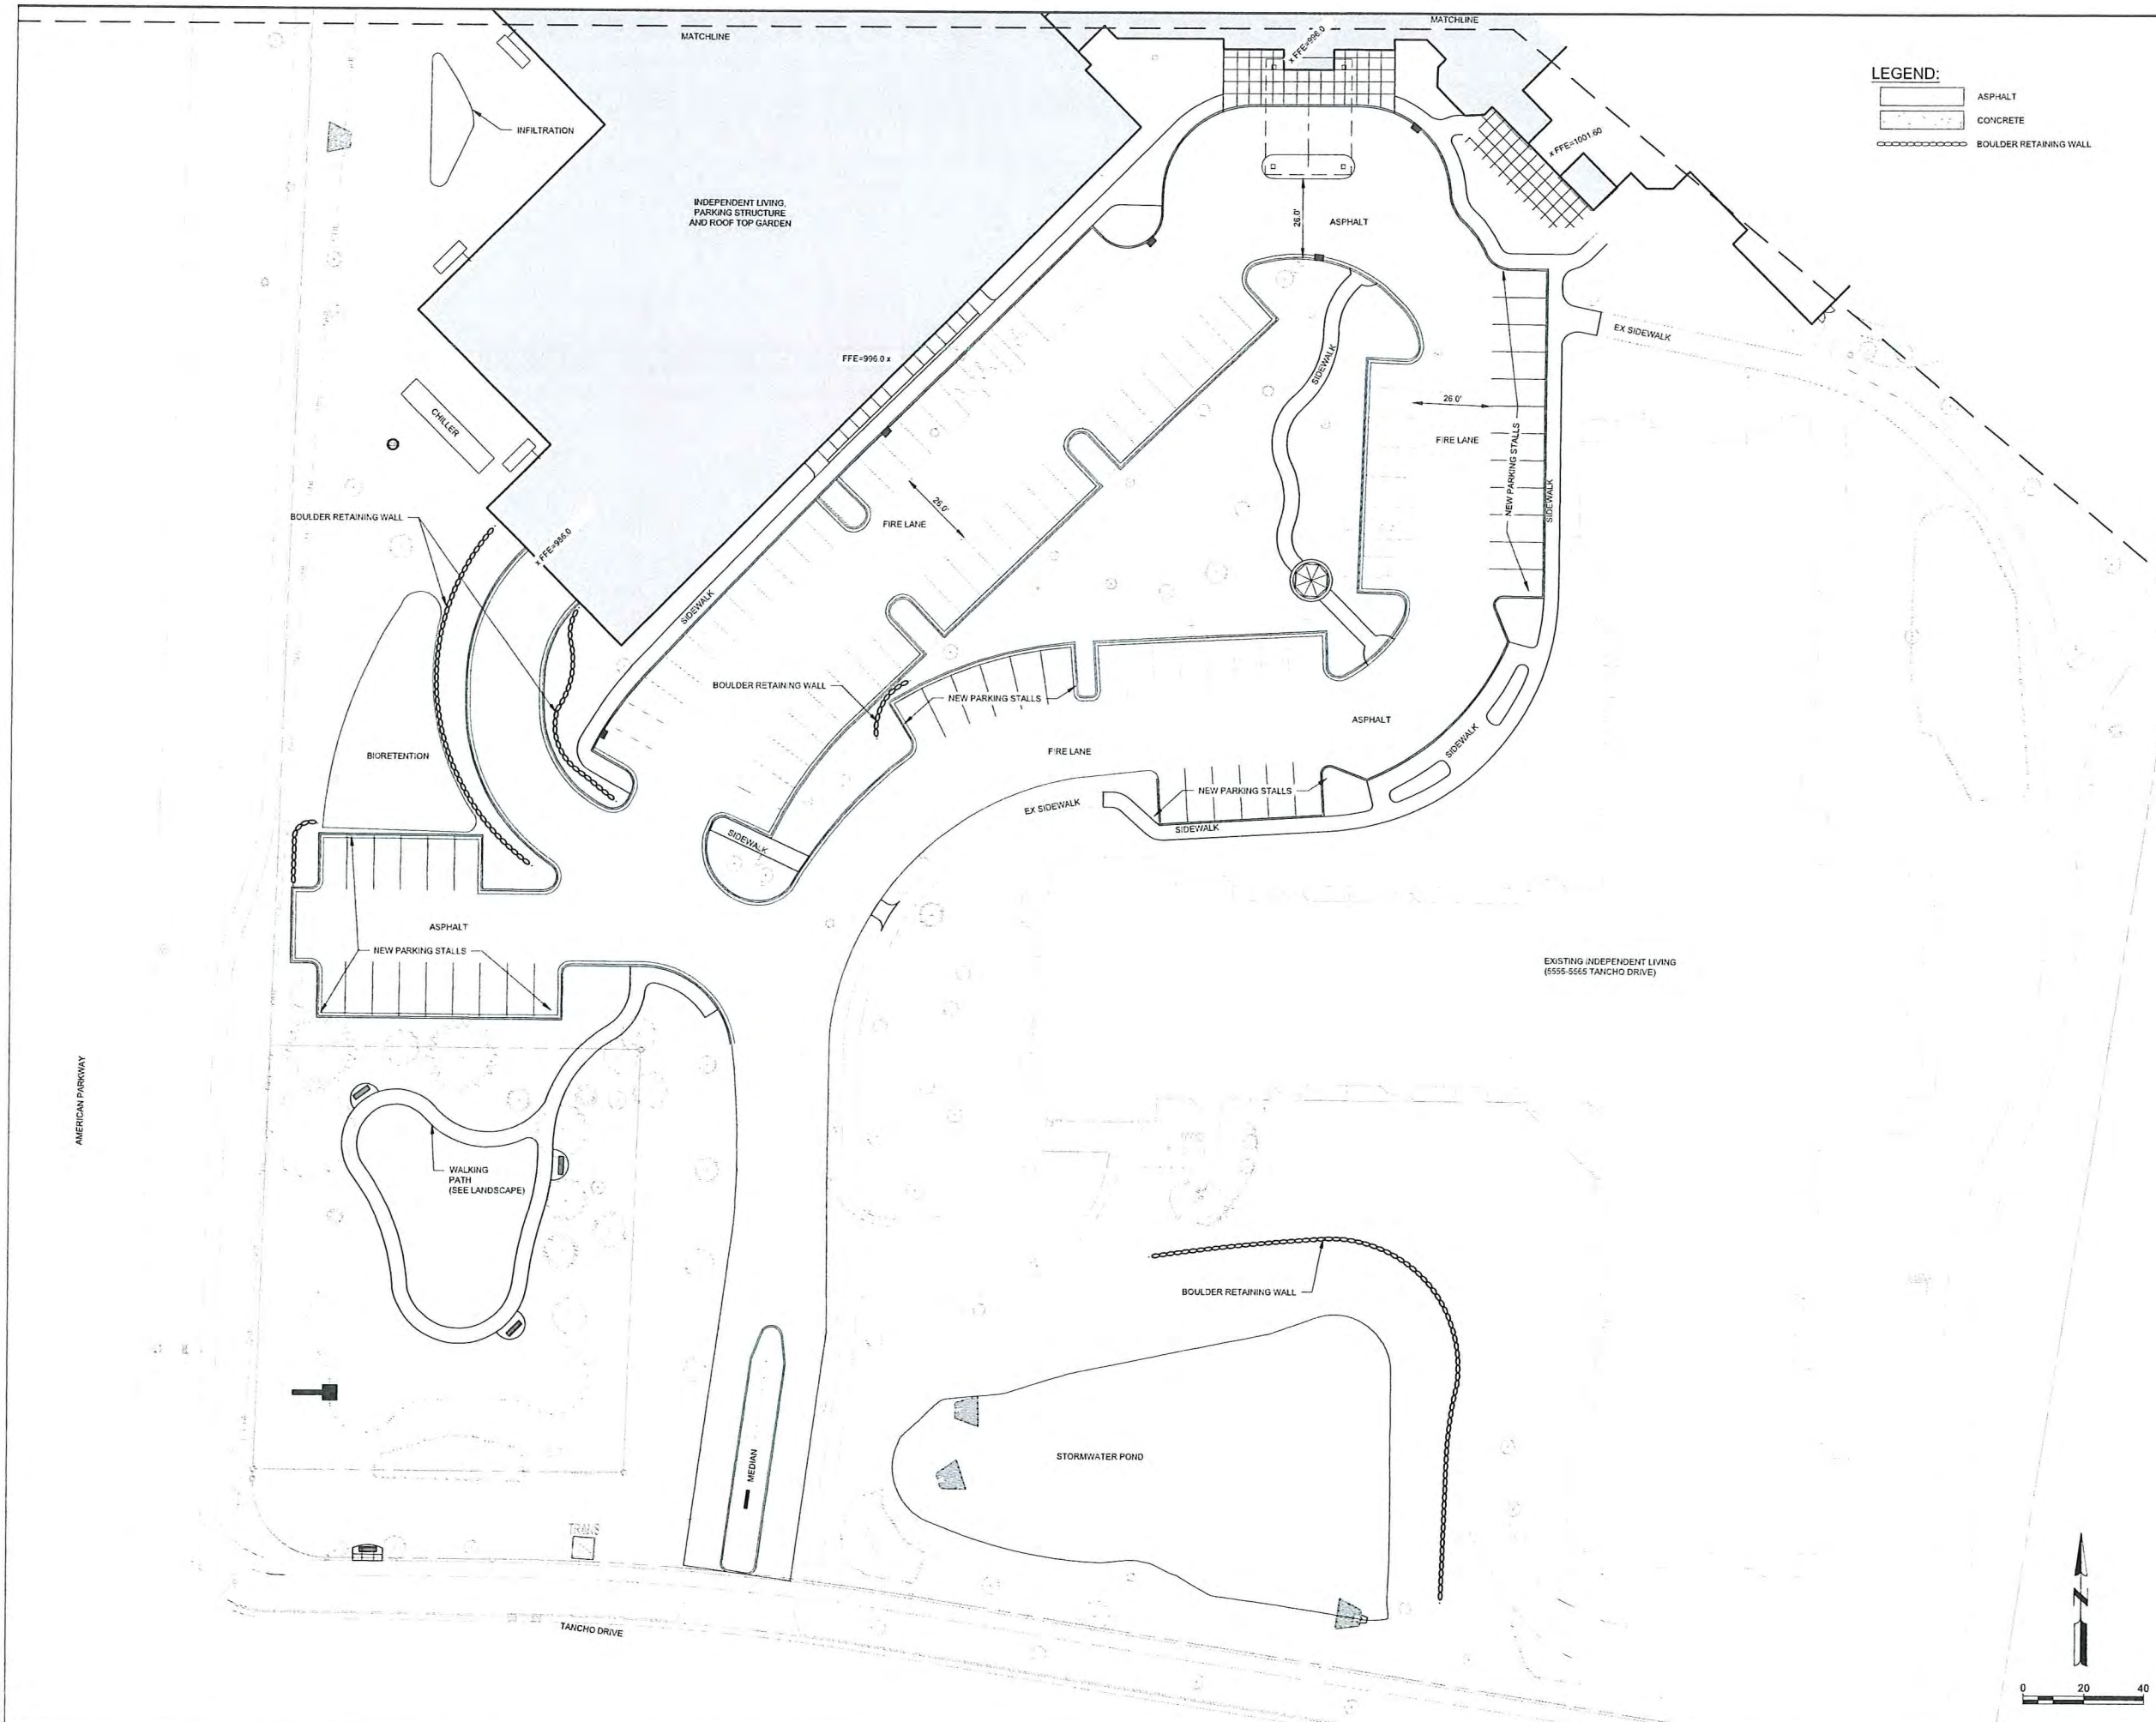 MATCHLINE
MATCHLINE
x FFE=996.0
LEGEND:
ASPHALT
CONCRETE
BOULDER RETAINING WALL
INFILTRATION
x FFE=1001.60
INDEPENDENT LIVING,
PARKING STRUCTURE
AND ROOF TOP GARDEN
26.0'
ASPHALT
EX SIDEWALK
FFE=996.0 x
SIDEWALK
26.0'
CHILLER
FIRE LANE
NEW PARKING STALLS
SIDEWALK
26.0'
FIRE LANE
BOULDER RETAINING WALL
x FFE=986.0
SIDEWALK
BOULDER RETAINING WALL
NEW PARKING STALLS
ASPHALT
BIORETENTION
FIRE LANE
SIDEWALK
NEW PARKING STALLS
EX SIDEWALK
SIDEWALK
SIDEWALK
ASPHALT
NEW PARKING STALLS
EXISTING INDEPENDENT LIVING
(5555-5565 TANCHO DRIVE)
AMERICAN PARKWAY
WALKING
PATH
(SEE LANDSCAPE)
BOULDER RETAINING WALL
STORMWATER POND
MEDIAN
TRANS
TANCHO DRIVE
N
0 20 40